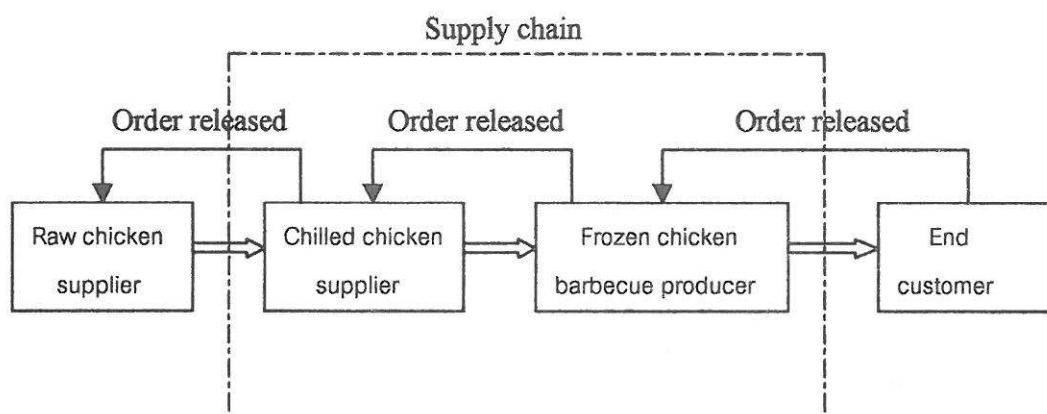 Supply chain
Order released
Order released
Order released
Raw chicken
supplier
Chilled chicken
supplier
Frozen chicken
barbecue producer
End
customer